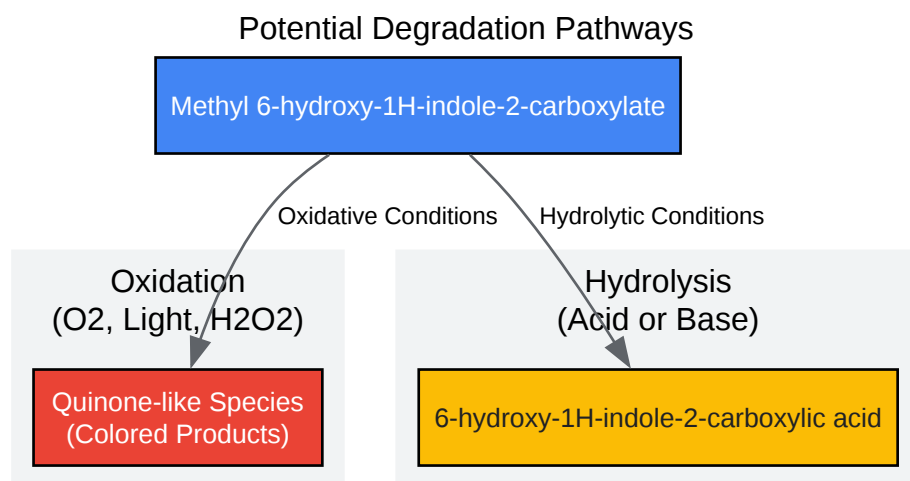 Potential Degradation Pathways
Methyl 6-hydroxy-1H-indole-2-carboxylate
Oxidative Conditions
Hydrolytic Conditions
Oxidation
(O2, Light, H2O2)
Hydrolysis
(Acid or Base)
Quinone-like Species
(Colored Products)
6-hydroxy-1H-indole-2-carboxylic acid